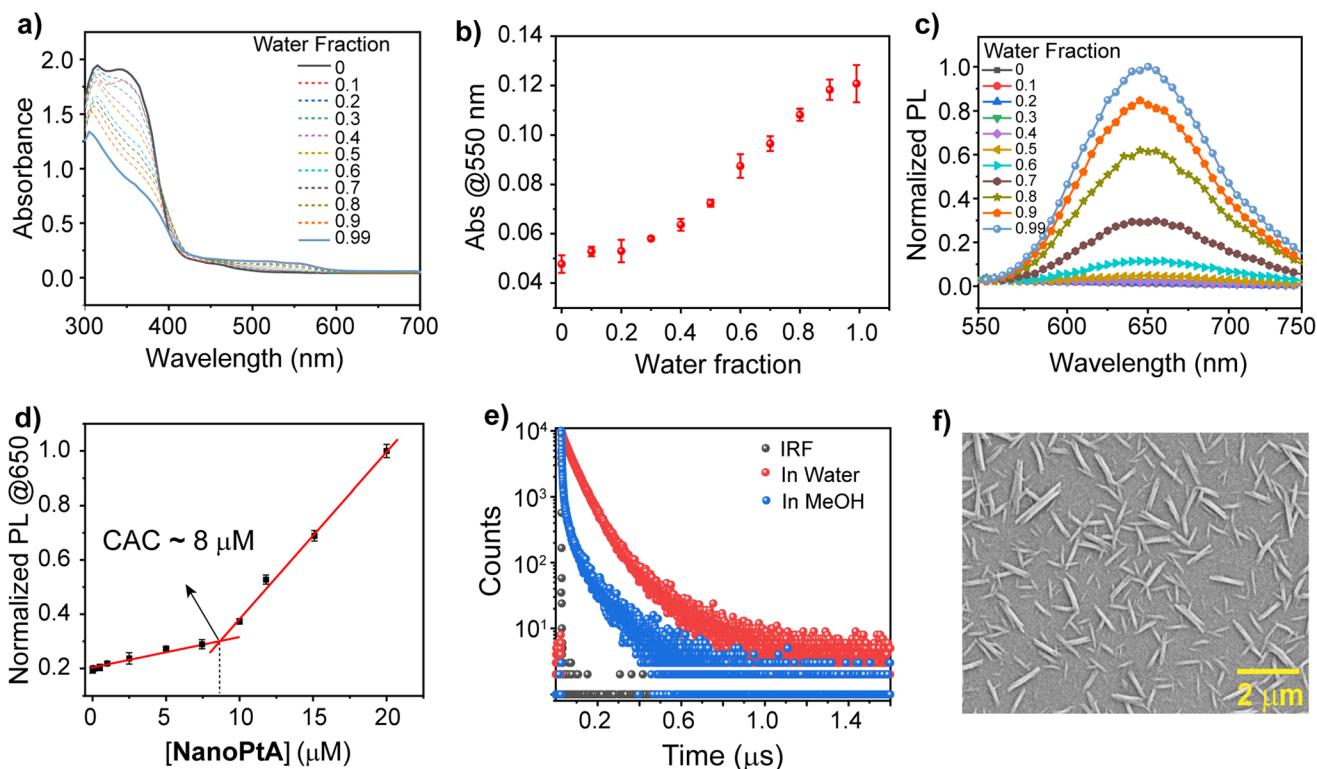 a)
Water Fraction
0
0.1
0.2
0.3
0.4
0.5
0.6
0.7
0.8
0.9
0.99
2.0
1.5
1.0
0.5
0.0
Absorbance
300 400 500 600 700
Wavelength (nm)
b)
0.14
0.12
0.10
0.08
0.06
0.04
Abs @550 nm
0 0.2 0.4 0.6 0.8 1.0
Water fraction
c)
Water Fraction
0
0.1
0.2
0.3
0.4
0.5
0.6
0.7
0.8
0.9
0.99
1.0
0.8
0.6
0.4
0.2
0.0
Normalized PL
550 600 650 700 750
Wavelength (nm)
d)
1.0
0.8
0.6
0.4
0.2
Normalized PL @650
CAC ~ 8 μM
0 5 10 15 20
[NanoPtA] (μM)
e)
10⁴
10³
10²
10¹
Counts
IRF
In Water
In MeOH
0.2 0.6 1.0 1.4
Time (μs)
f)
2 μm